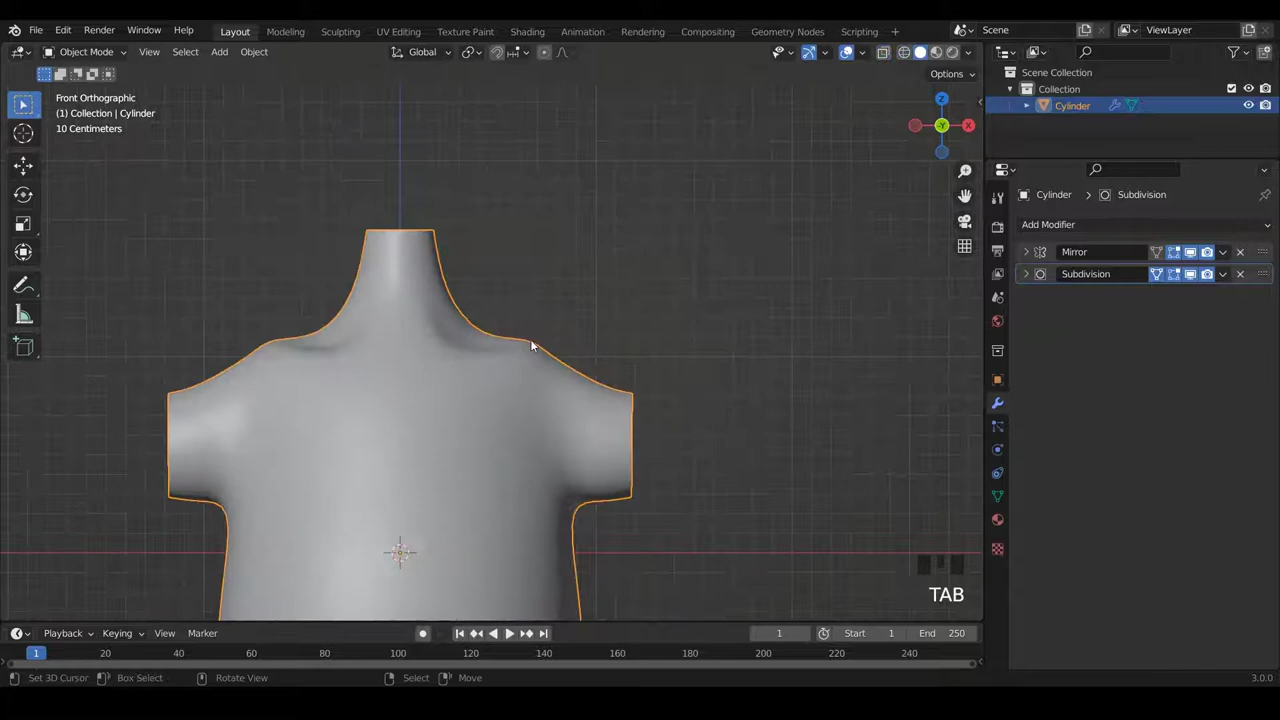 File Edit Render Window Help Layout Modeling Sculpting UV Editing Texture Paint Shading Animation Rendering Compositing Geometry Nodes Scripting + Scene ViewLayer
Object Mode View Select Add Object Global
Options
Front Orthographic
(1) Collection | Cylinder
10 Centimeters
Z
-Y
X
Scene Collection
Collection
Cylinder
Cylinder > Subdivision
Add Modifier
Mirror
Subdivision
TAB
Playback Keying View Marker 1 Start 1 End 250
1 20 40 60 80 100 120 140 160 180 200 220 240
Set 3D Cursor Box Select Rotate View Select Move 3.0.0